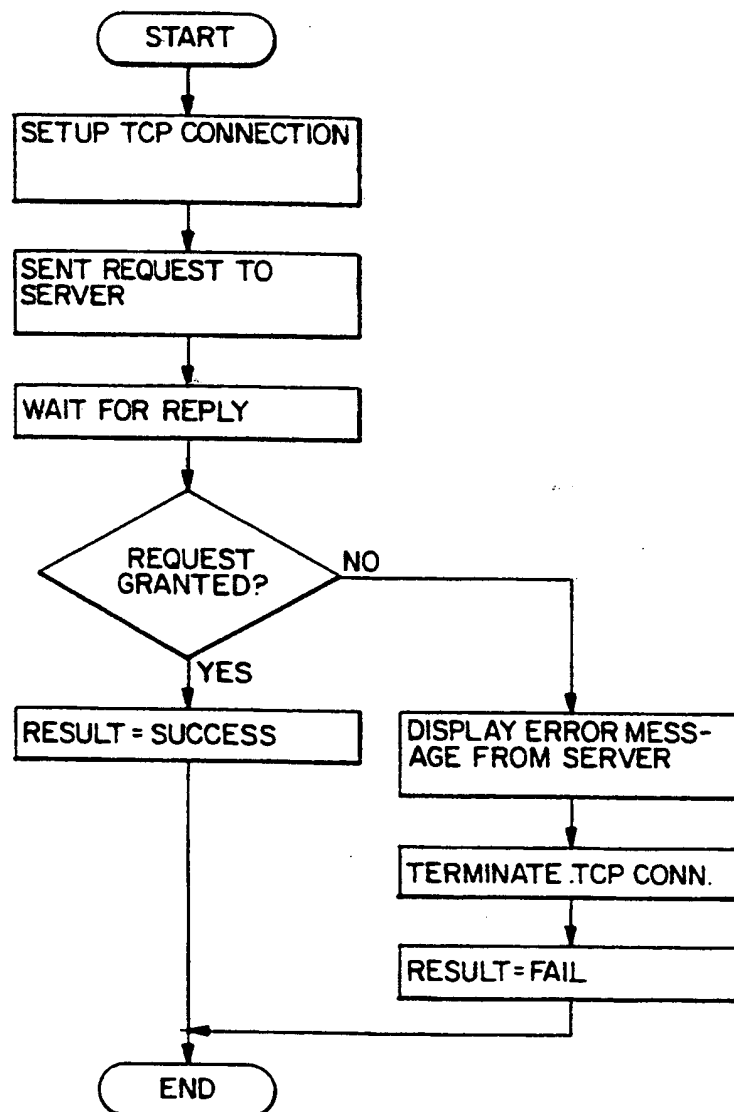 START
SETUP TCP CONNECTION
SENT REQUEST TO
SERVER
WAIT FOR REPLY
REQUEST
GRANTED?
NO
YES
RESULT = SUCCESS
DISPLAY ERROR MESS-
AGE FROM SERVER
TERMINATE .TCP CONN.
RESULT = FAIL
END